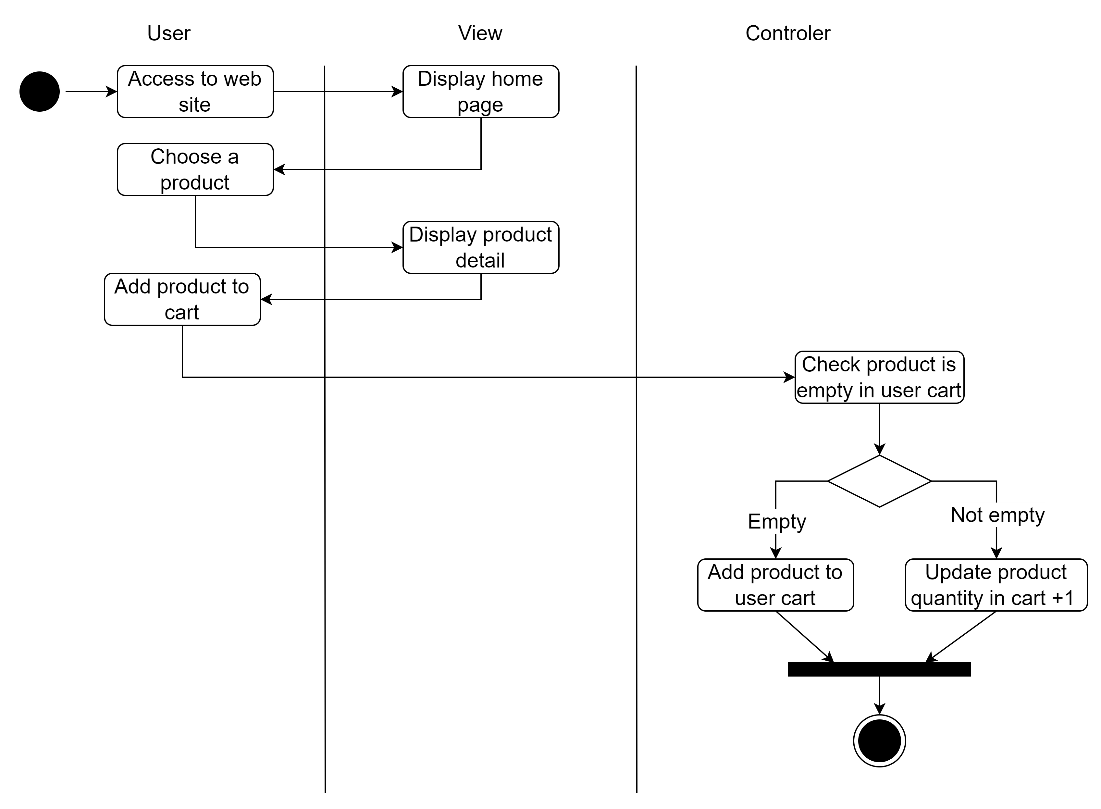 User
View
Controler
Access to web
site
Display home
page
Choose a
product
Display product
detail
Add product to
cart
Check product is
empty in user cart
Empty
Not empty
Add product to
user cart
Update product
quantity in cart +1